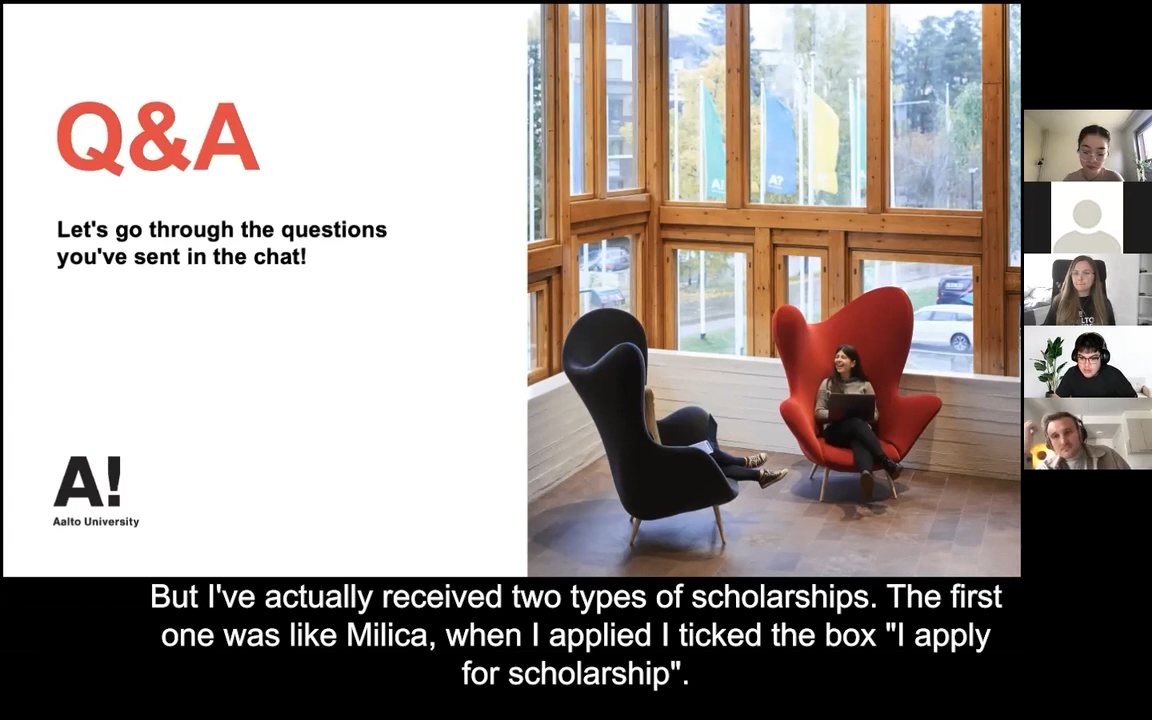 Q&A
Let's go through the questions
you've sent in the chat!
A!
Aalto University
A!
A?
But I've actually received two types of scholarships. The first
one was like Milica, when I applied I ticked the box "I apply
for scholarship".